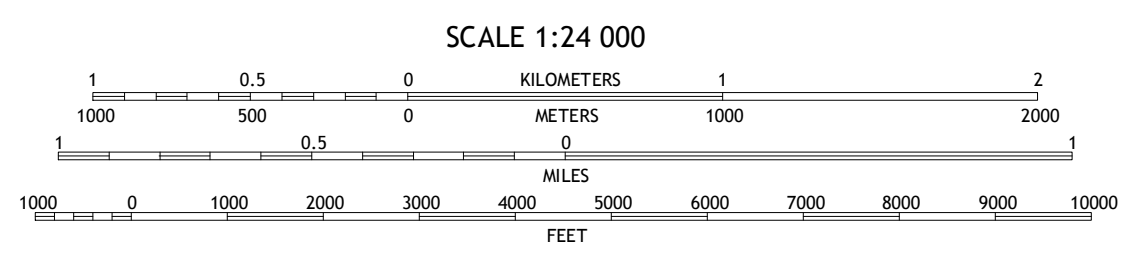 SCALE 1:24 000
1 0.5 0 KILOMETERS 1 2
1000 500 0 METERS 1000 2000
1 0.5 0 1
MILES
1000 0 1000 2000 3000 4000 5000 6000 7000 8000 9000 10000
FEET